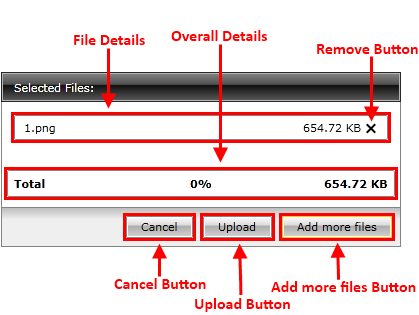 File Details
Overall Details
Remove Button
Selected Files:
1.png 654.72 KB
Total 0% 654.72 KB
Cancel Upload Add more files
Cancel Button
Upload Button
Add more files Button